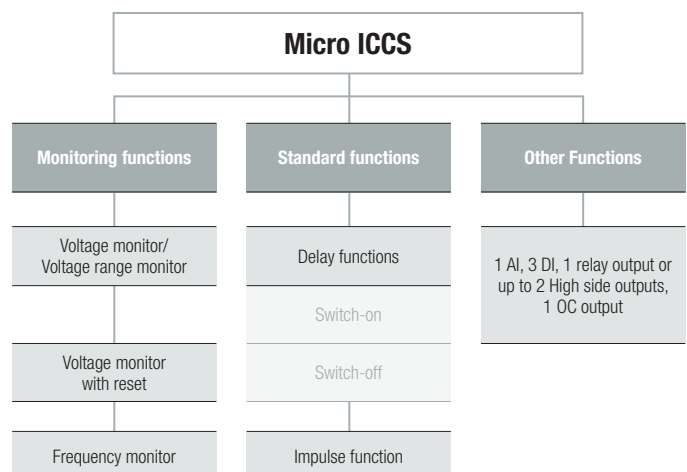 Micro ICCS
Monitoring functions
Standard functions
Other Functions
Voltage monitor/
Voltage range monitor
Voltage monitor
with reset
Frequency monitor
Delay functions
Switch-on
Switch-off
Impulse function
1 AI, 3 DI, 1 relay output or
up to 2 High side outputs,
1 OC output